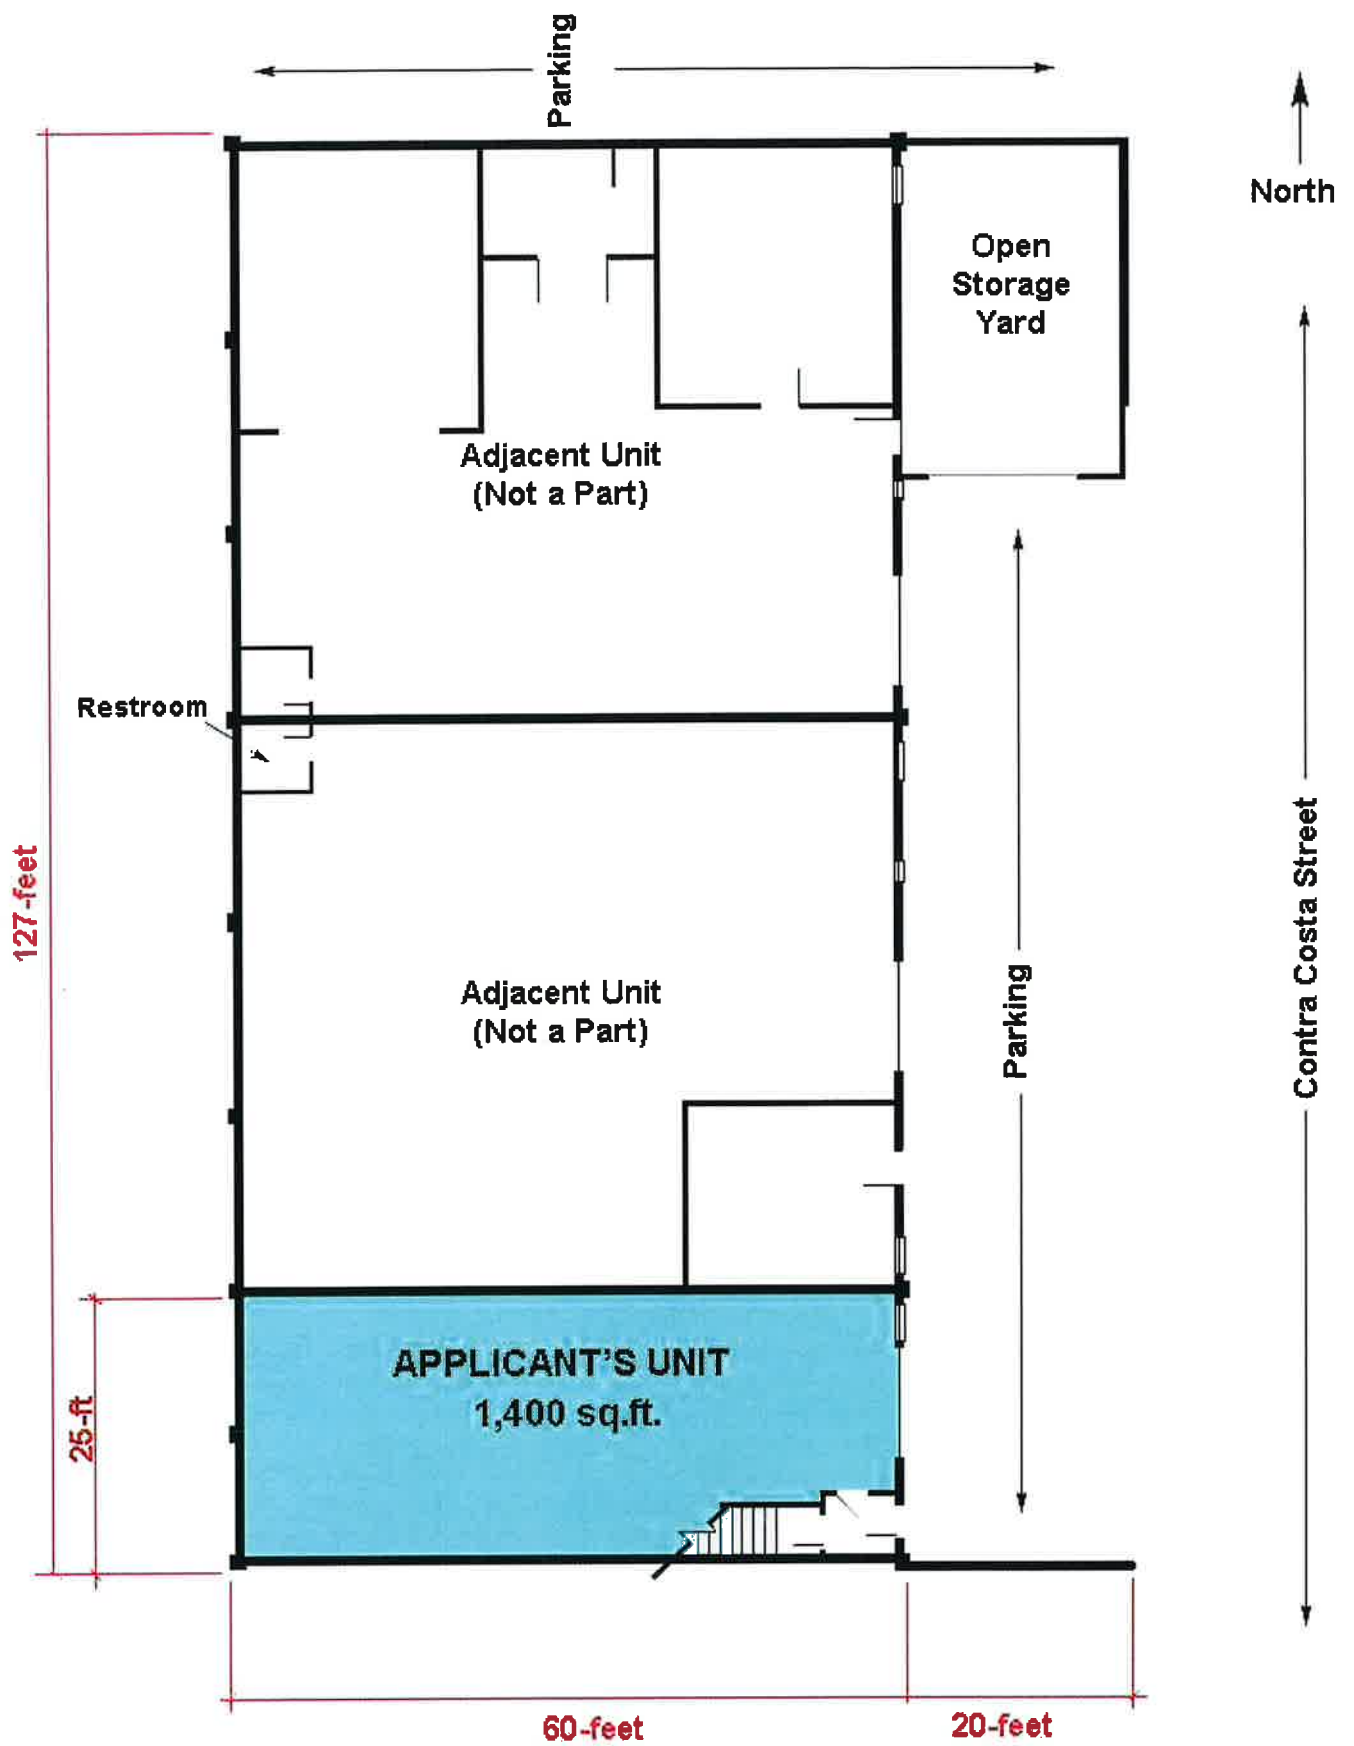 Parking
North
Open
Storage
Yard
Adjacent Unit
(Not a Part)
Restroom
127-feet
Adjacent Unit
(Not a Part)
Parking
Contra Costa Street
APPLICANT'S UNIT
1,400 sq.ft.
25-ft
60-feet
20-feet